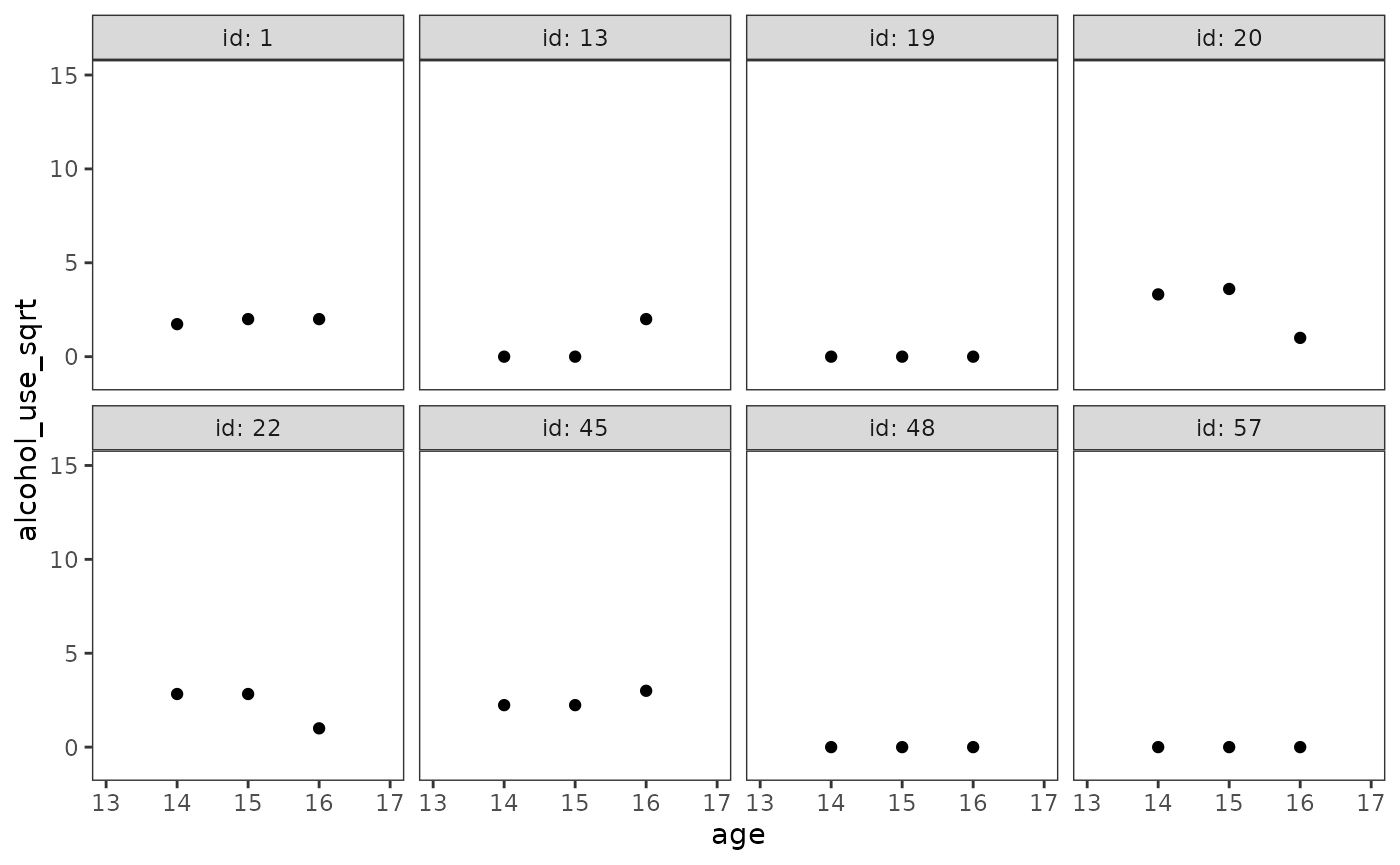 id: 1
id: 13
id: 19
id: 20
15
10
5
0
id: 22
id: 45
id: 48
id: 57
15
10
5
0
13 14 15 16 17
13 14 15 16 17
13 14 15 16 17
13 14 15 16 17
age
alcohol_use_sqrt